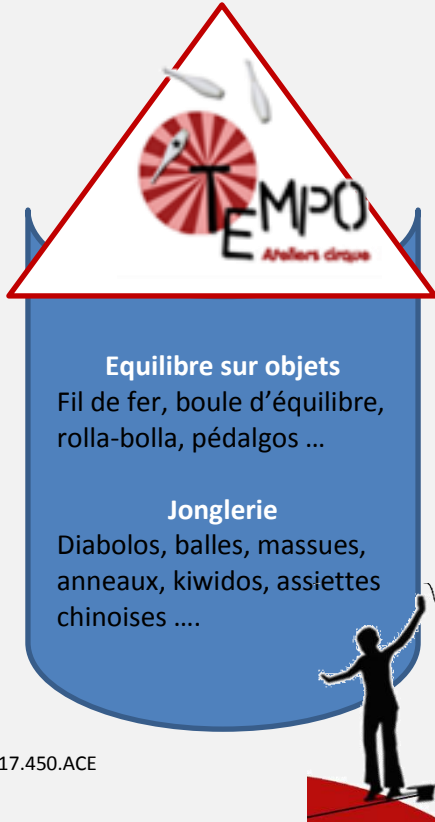 TEMPO
Ateliers cirque
Equilibre sur objets
Fil de fer, boule d’équilibre,
rolla-bolla, pédalgos …
Jonglerie
Diabolos, balles, massues,
anneaux, kiwidos, assiettes
chinoises ….
17.450.ACE